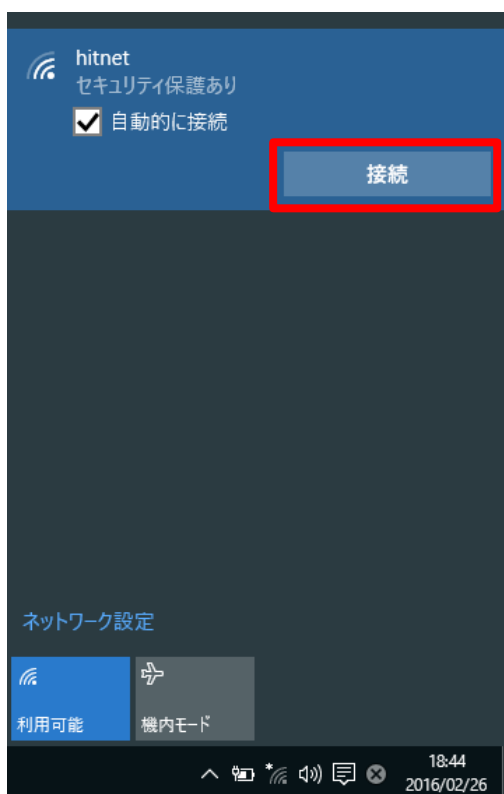 hitnet
セキュリティ保護あり
自動的に接続
接続
ネットワーク設定
利用可能
機内モード
18:44
2016/02/26